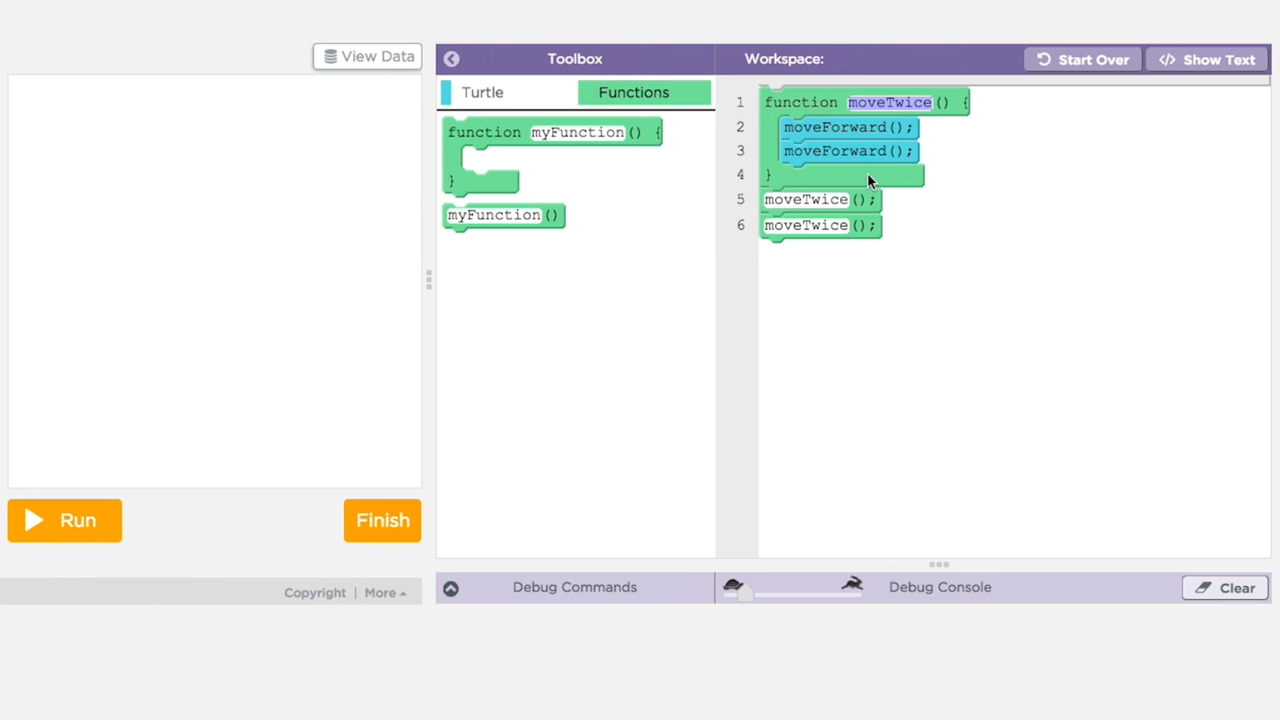 View Data
Toolbox
Workspace:
Start Over
Show Text
Turtle
Functions
function myFunction() {
}
myFunction()
1 function moveTwice() {
2 moveForward();
3 moveForward();
4 }
5 moveTwice();
6 moveTwice();
Run
Finish
Copyright | More
Debug Commands
Debug Console
Clear